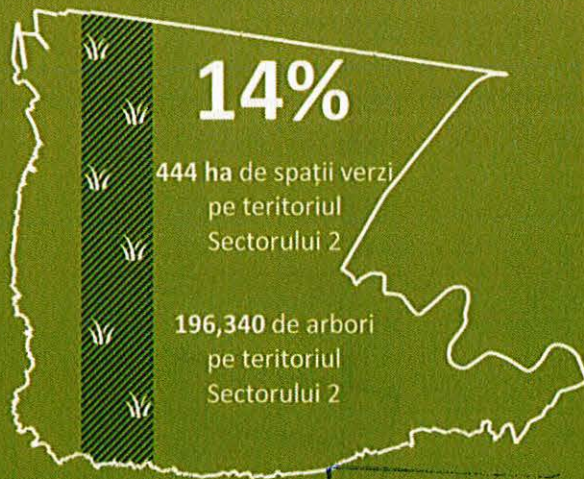 14%
444 ha de spații verzi
pe teritoriul
Sectorului 2
196,340 de arbori
pe teritoriul
Sectorului 2